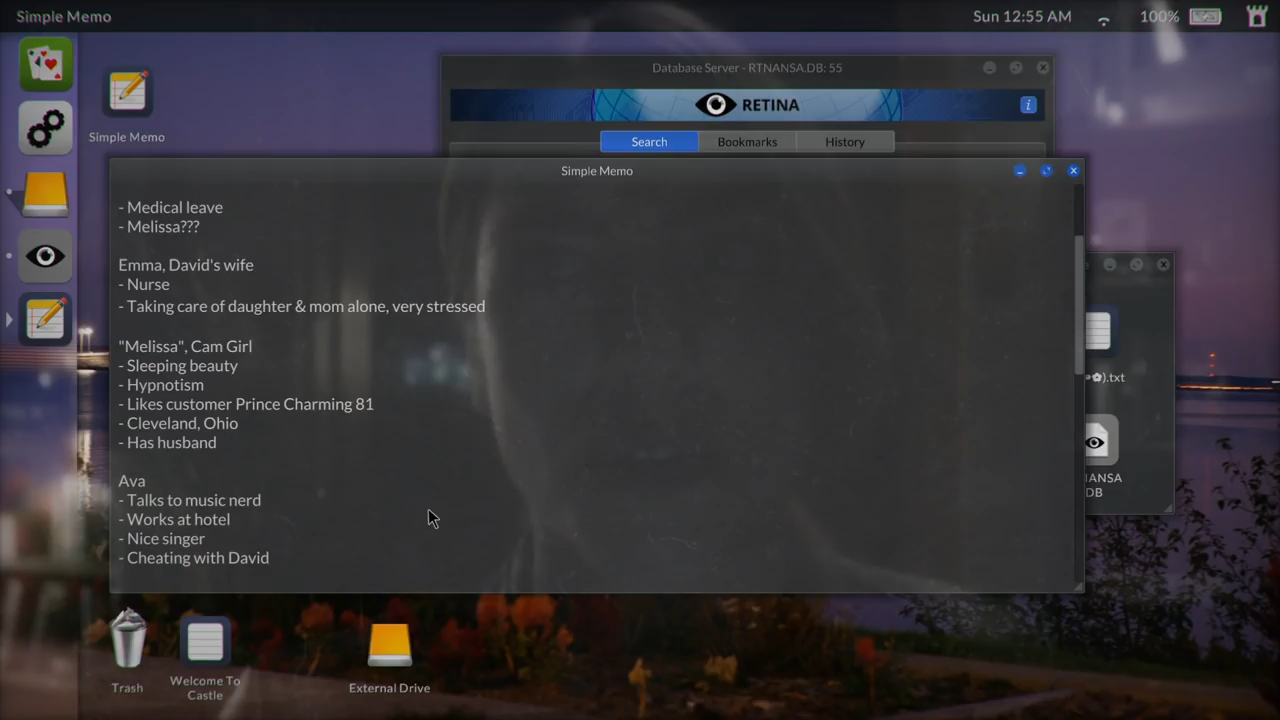 Simple Memo
Sun 12:55 AM
100%
Simple Memo
Database Server - RTNANSA.DB: 55
RETINA
i
Search
Bookmarks
History
Simple Memo
- Medical leave
- Melissa???
Emma, David's wife
- Nurse
- Taking care of daughter & mom alone, very stressed
"Melissa", Cam Girl
- Sleeping beauty
- Hypnotism
- Likes customer Prince Charming 81
- Cleveland, Ohio
- Has husband
Ava
- Talks to music nerd
- Works at hotel
- Nice singer
- Cheating with David
).txt
ANSA
DB
Trash
Welcome To
Castle
External Drive